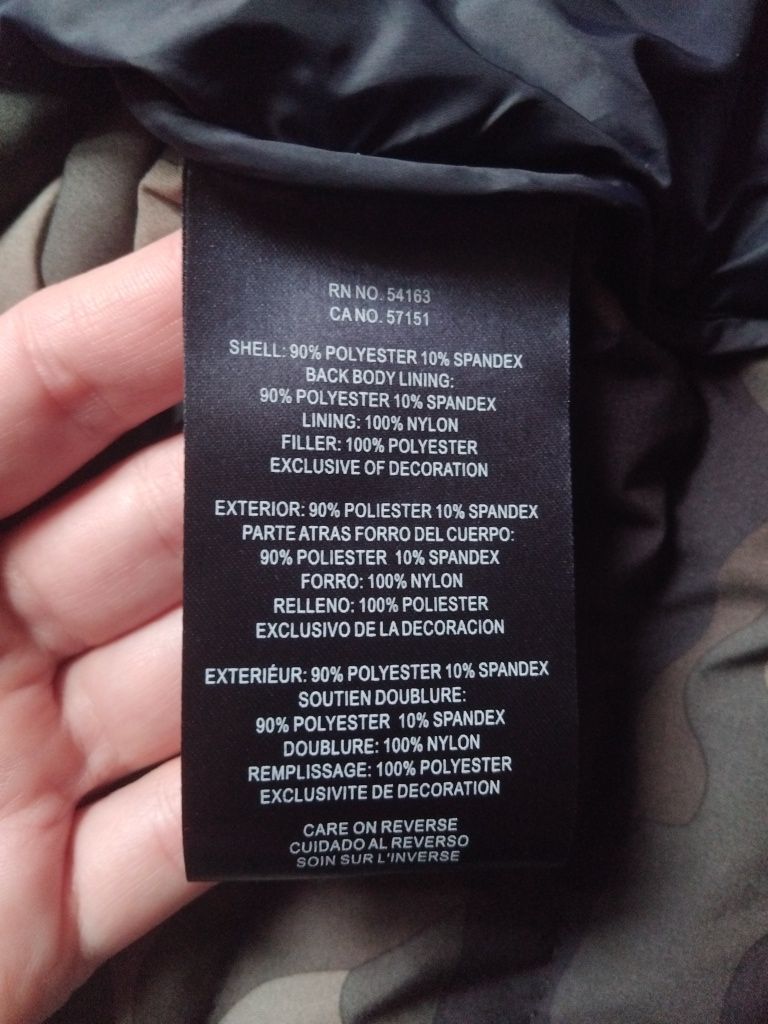 RN NO. 54163
CA NO. 57151
SHELL: 90% POLYESTER 10% SPANDEX
BACK BODY LINING:
90% POLYESTER 10% SPANDEX
LINING: 100% NYLON
FILLER: 100% POLYESTER
EXCLUSIVE OF DECORATION
EXTERIOR: 90% POLIESTER 10% SPANDEX
PARTE ATRAS FORRO DEL CUERPO:
90% POLIESTER 10% SPANDEX
FORRO: 100% NYLON
RELLENO: 100% POLIESTER
EXCLUSIVO DE LA DECORACION
EXTERIÉUR: 90% POLYESTER 10% SPANDEX
SOUTIEN DOUBLURE:
90% POLYESTER 10% SPANDEX
DOUBLURE: 100% NYLON
REMPLISSAGE: 100% POLYESTER
EXCLUSIVITE DE DECORATION
CARE ON REVERSE
CUIDADO AL REVERSO
SOIN SUR L'INVERSE